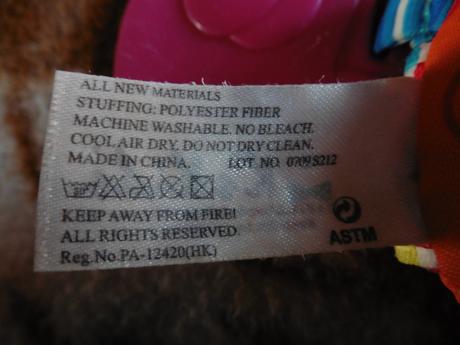 ALL NEW MATERIALS
STUFFING: POLYESTER FIBER
MACHINE WASHABLE. NO BLEACH.
COOL AIR DRY. DO NOT DRY CLEAN.
MADE IN CHINA. LOT NO. 0709S212
KEEP AWAY FROM FIRE!
ALL RIGHTS RESERVED.
Reg.No.PA-12420(HK)
ASTM